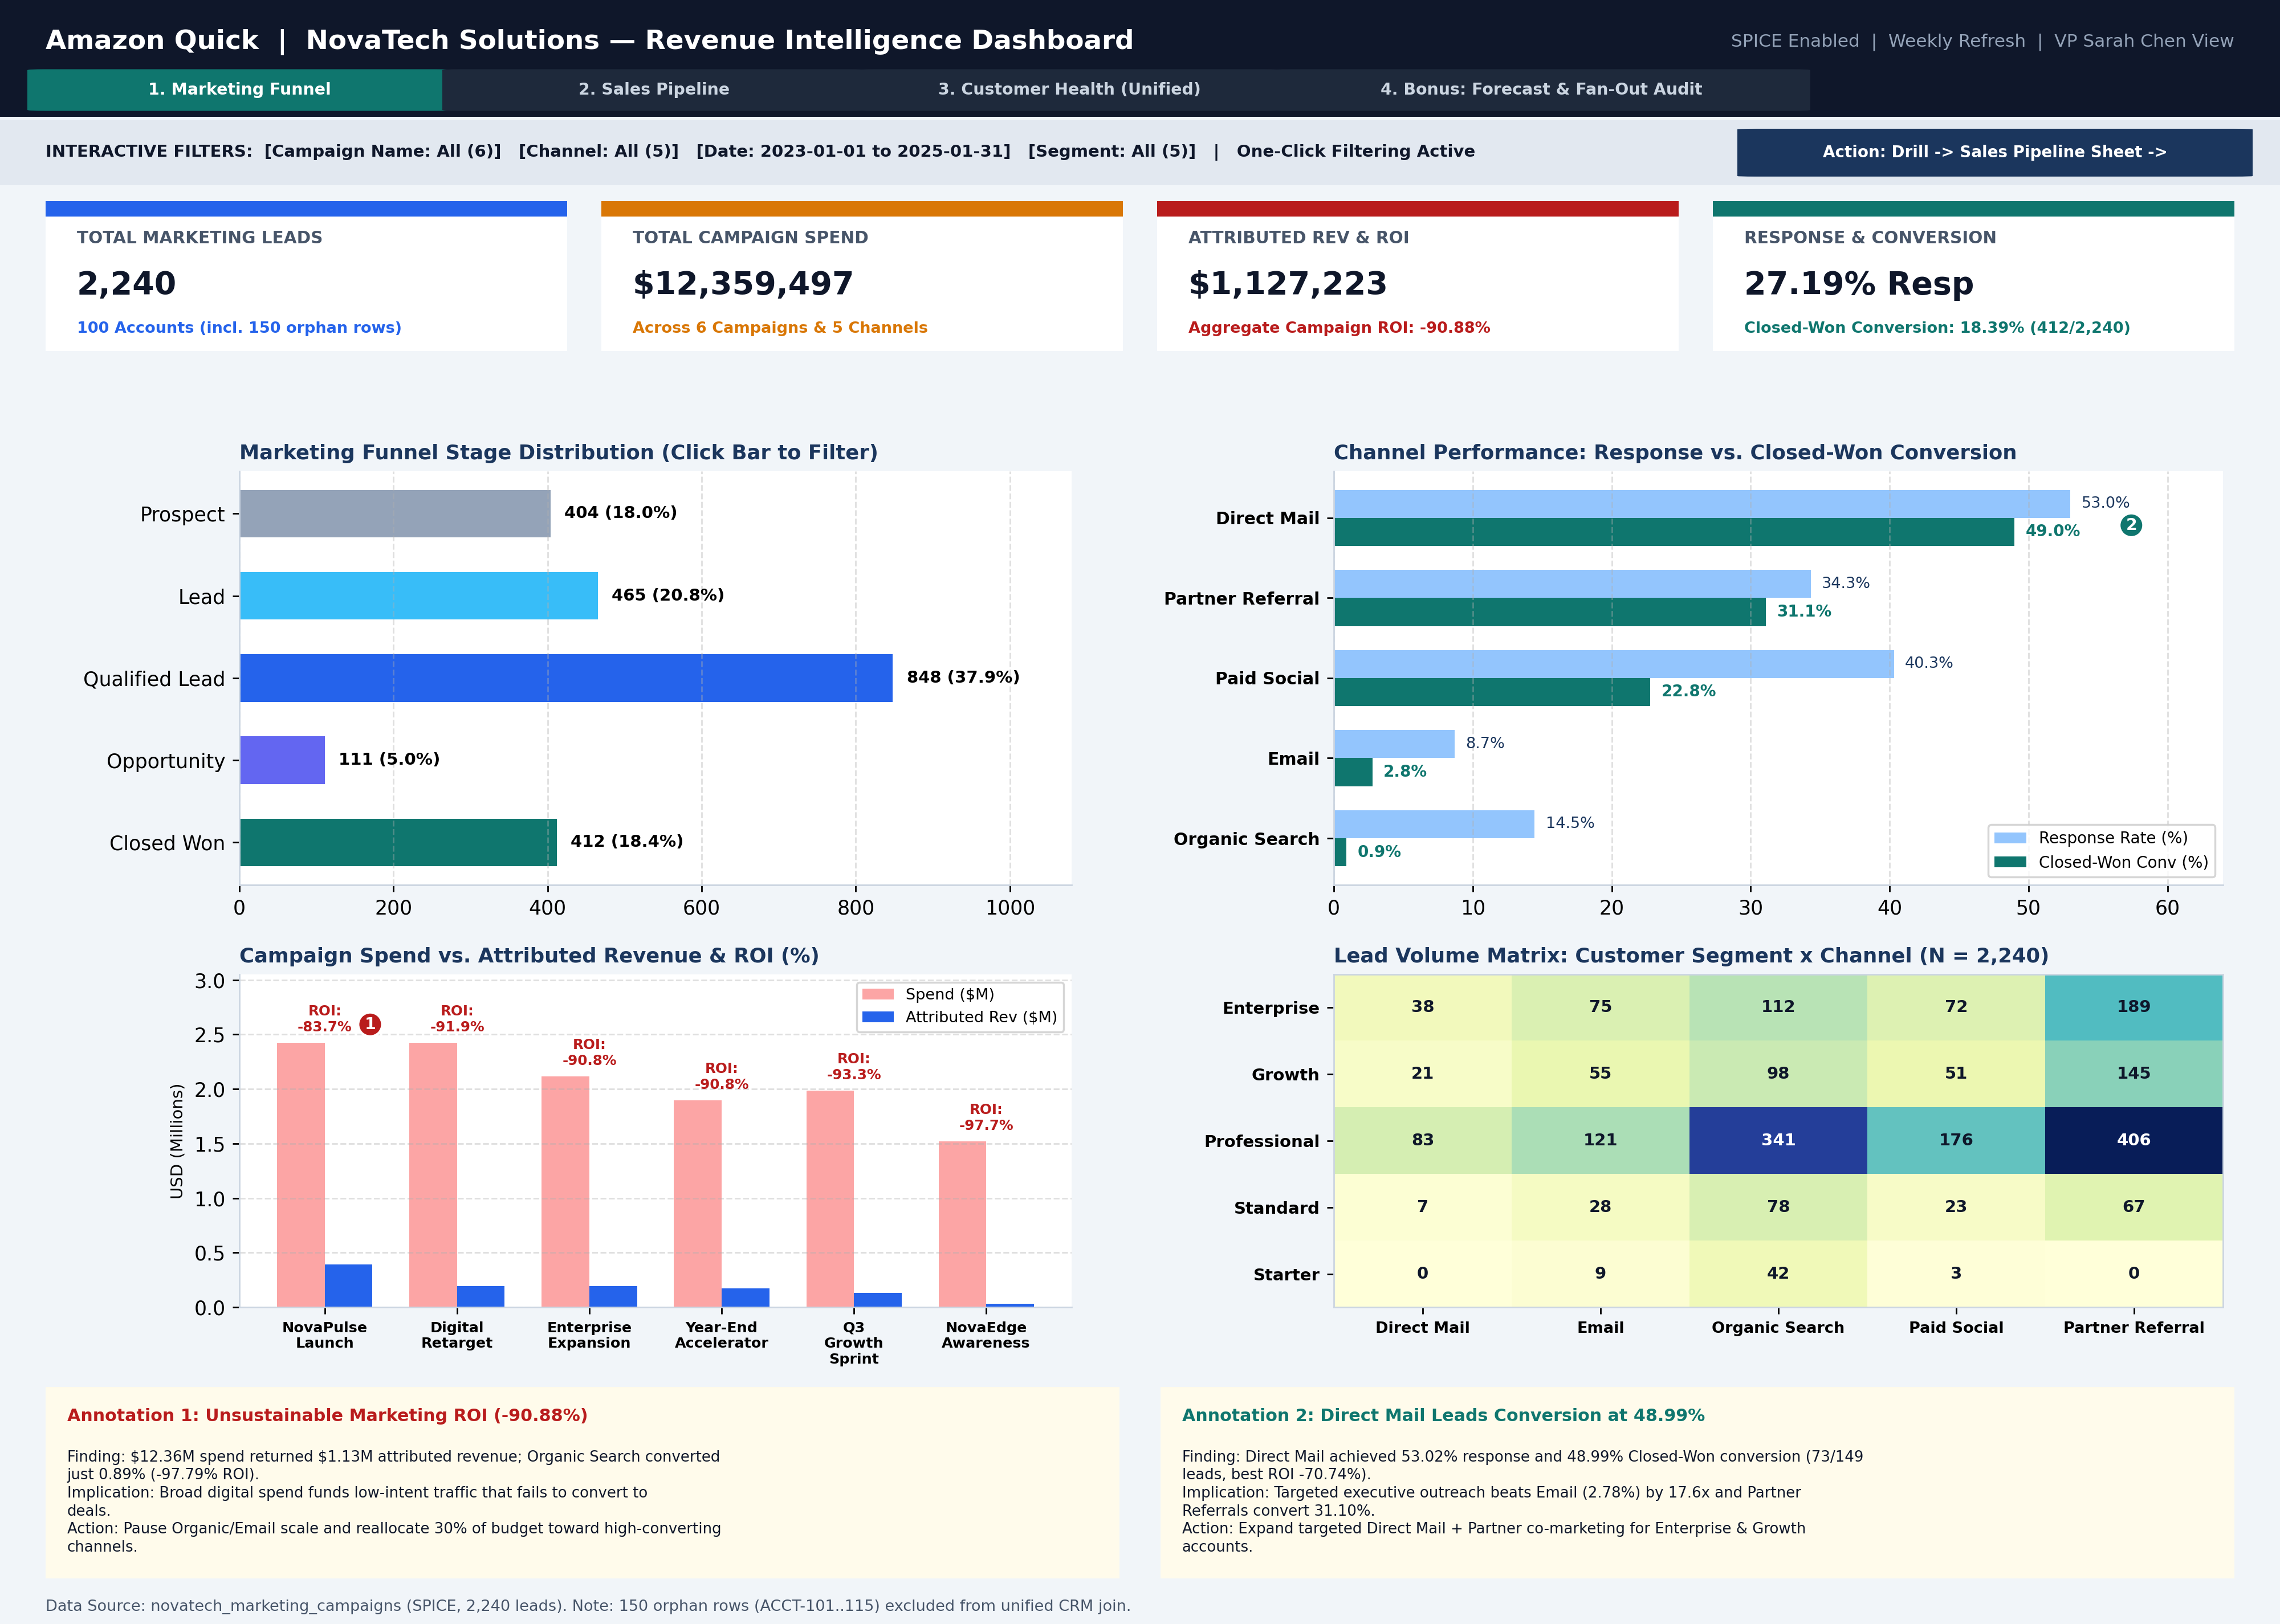 Amazon Quick | NovaTech Solutions — Revenue Intelligence Dashboard
SPICE Enabled | Weekly Refresh | VP Sarah Chen View
1. Marketing Funnel
2. Sales Pipeline
3. Customer Health (Unified)
4. Bonus: Forecast & Fan-Out Audit
INTERACTIVE FILTERS: [Campaign Name: All (6)] [Channel: All (5)] [Date: 2023-01-01 to 2025-01-31] [Segment: All (5)] | One-Click Filtering Active
Action: Drill -> Sales Pipeline Sheet ->
TOTAL MARKETING LEADS
2,240
100 Accounts (incl. 150 orphan rows)
TOTAL CAMPAIGN SPEND
$12,359,497
Across 6 Campaigns & 5 Channels
ATTRIBUTED REV & ROI
$1,127,223
Aggregate Campaign ROI: -90.88%
RESPONSE & CONVERSION
27.19% Resp
Closed-Won Conversion: 18.39% (412/2,240)
Marketing Funnel Stage Distribution (Click Bar to Filter)
Prospect
404 (18.0%)
Lead
465 (20.8%)
Qualified Lead
848 (37.9%)
Opportunity
111 (5.0%)
Closed Won
412 (18.4%)
0 200 400 600 800 1000
Channel Performance: Response vs. Closed-Won Conversion
Direct Mail
53.0%
49.0%
2
Partner Referral
34.3%
31.1%
Paid Social
40.3%
22.8%
Email
8.7%
2.8%
Organic Search
14.5%
0.9%
Response Rate (%)
Closed-Won Conv (%)
0 10 20 30 40 50 60
Campaign Spend vs. Attributed Revenue & ROI (%)
USD (Millions)
3.0
2.5
2.0
1.5
1.0
0.5
0.0
Spend ($M)
Attributed Rev ($M)
ROI:
-83.7%
1
ROI:
-91.9%
ROI:
-90.8%
ROI:
-90.8%
ROI:
-93.3%
ROI:
-97.7%
NovaPulse
Launch
Digital
Retarget
Enterprise
Expansion
Year-End
Accelerator
Q3
Growth
Sprint
NovaEdge
Awareness
Lead Volume Matrix: Customer Segment x Channel (N = 2,240)
Enterprise 38 75 112 72 189
Growth 21 55 98 51 145
Professional 83 121 341 176 406
Standard 7 28 78 23 67
Starter 0 9 42 3 0
Direct Mail Email Organic Search Paid Social Partner Referral
Annotation 1: Unsustainable Marketing ROI (-90.88%)
Finding: $12.36M spend returned $1.13M attributed revenue; Organic Search converted
just 0.89% (-97.79% ROI).
Implication: Broad digital spend funds low-intent traffic that fails to convert to
deals.
Action: Pause Organic/Email scale and reallocate 30% of budget toward high-converting
channels.
Annotation 2: Direct Mail Leads Conversion at 48.99%
Finding: Direct Mail achieved 53.02% response and 48.99% Closed-Won conversion (73/149
leads, best ROI -70.74%).
Implication: Targeted executive outreach beats Email (2.78%) by 17.6x and Partner
Referrals convert 31.10%.
Action: Expand targeted Direct Mail + Partner co-marketing for Enterprise & Growth
accounts.
Data Source: novatech_marketing_campaigns (SPICE, 2,240 leads). Note: 150 orphan rows (ACCT-101..115) excluded from unified CRM join.